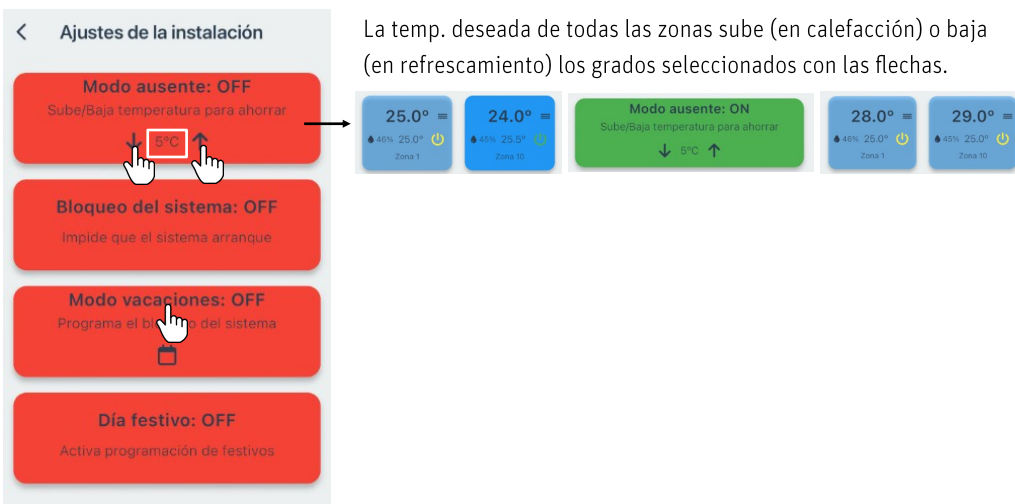 Ajustes de la instalación
Modo ausente: OFF
Sube/Baja temperatura para ahorrar
5°C
Bloqueo del sistema: OFF
Impide que el sistema arranque
Modo vacaciones: OFF
Programa el bl o del sistema
Día festivo: OFF
Activa programación de festivos
La temp. deseada de todas las zonas sube (en calefacción) o baja
(en refrescamiento) los grados seleccionados con las flechas.
25.0°
46% 25.0°
Zona 1
24.0°
45% 25.5°
Zona 10
Modo ausente: ON
Sube/Baja temperatura para ahorrar
5°C
28.0°
46% 25.0°
Zona 1
29.0°
45% 25.0°
Zona 10